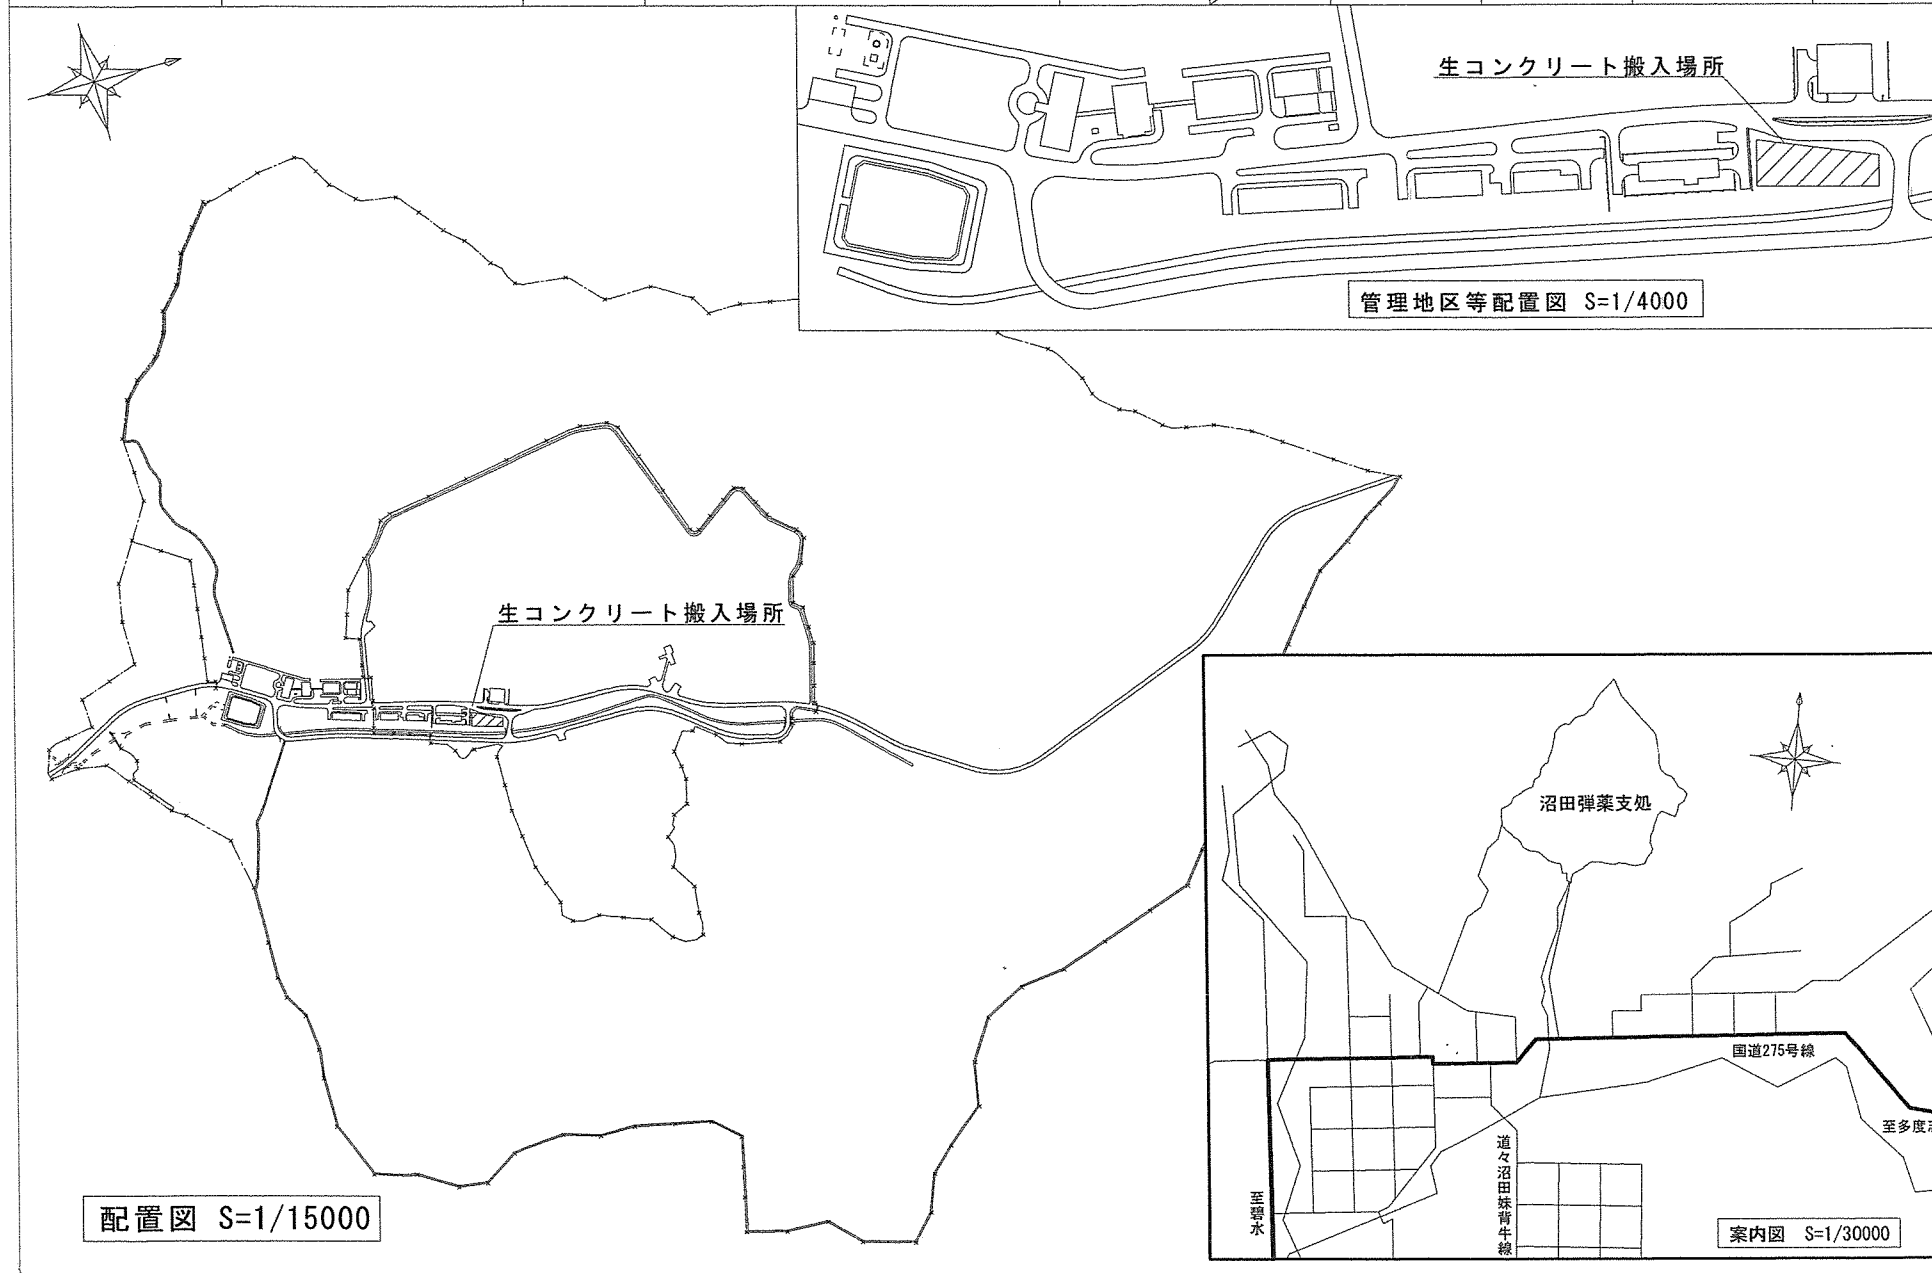 生コンクリート搬入場所
管理地区等配置図 S=1/4000
生コンクリート搬入場所
沼田弾薬支処
国道275号線
至多度
道々沼田妹背牛線
至碧水
配置図 S=1/15000
案内図 S=1/30000